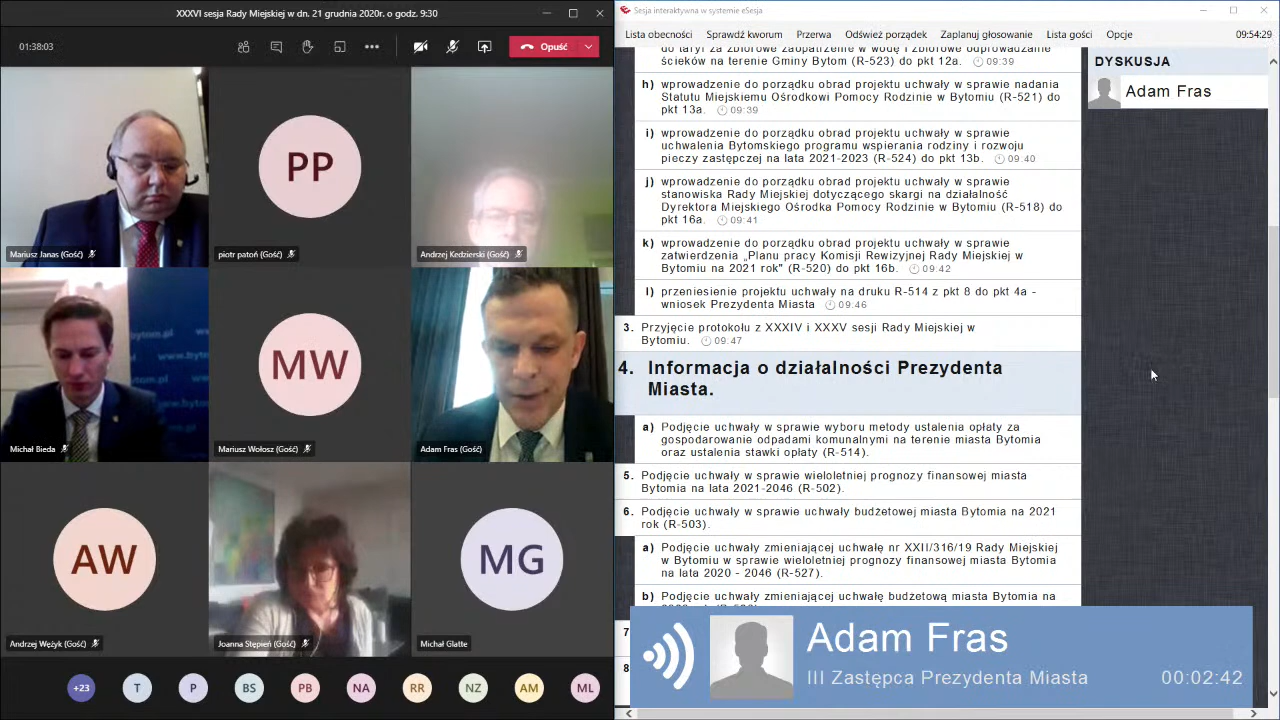 XXXVI sesja Rady Miejskiej w dn. 21 grudnia 2020r. o godz. 9:30
01:38:03
Opuść
Mariusz Janas (Gość)
PP
piotr patoń (Gość)
Andrzej Kedzierski (Gość)
Michał Bieda
MW
Mariusz Wołosz (Gość)
Adam Fras (Gość)
AW
Andrzej Wężyk (Gość)
Joanna Stępień (Gość)
MG
Michał Glatte
+23
T
P
BS
PB
NA
RR
NZ
AM
ML
Sesja interaktywna w systemie eSesja
Lista obecności Sprawdź kworum Przerwa Odśwież porządek Zaplanuj głosowanie Lista gości Opcje 09:54:29
do taryf za zbiorowe zaopatrzenie w wodę i zbiorowe odprowadzanie
ścieków na terenie Gminy Bytom (R-523) do pkt 12a. 09:39
h) wprowadzenie do porządku obrad projektu uchwały w sprawie nadania
Statutu Miejskiemu Ośrodkowi Pomocy Rodzinie w Bytomiu (R-521) do
pkt 13a. 09:39
i) wprowadzenie do porządku obrad projektu uchwały w sprawie
uchwalenia Bytomskiego programu wspierania rodziny i rozwoju
pieczy zastępczej na lata 2021-2023 (R-524) do pkt 13b. 09:40
j) wprowadzenie do porządku obrad projektu uchwały w sprawie
stanowiska Rady Miejskiej dotyczącego skargi na działalność
Dyrektora Miejskiego Ośrodka Pomocy Rodzinie w Bytomiu (R-518) do
pkt 16a. 09:41
k) wprowadzenie do porządku obrad projektu uchwały w sprawie
zatwierdzenia „Planu pracy Komisji Rewizyjnej Rady Miejskiej w
Bytomiu na 2021 rok" (R-520) do pkt 16b. 09:42
l) przeniesienie projektu uchwały na druku R-514 z pkt 8 do pkt 4a -
wniosek Prezydenta Miasta 09:46
3. Przyjęcie protokołu z XXXIV i XXXV sesji Rady Miejskiej w
Bytomiu. 09:47
4. Informacja o działalności Prezydenta
Miasta.
a) Podjęcie uchwały w sprawie wyboru metody ustalenia opłaty za
gospodarowanie odpadami komunalnymi na terenie miasta Bytomia
oraz ustalenia stawki opłaty (R-514).
5. Podjęcie uchwały w sprawie wieloletniej prognozy finansowej miasta
Bytomia na lata 2021-2046 (R-502).
6. Podjęcie uchwały w sprawie uchwały budżetowej miasta Bytomia na 2021
rok (R-503).
a) Podjęcie uchwały zmieniającej uchwałę nr XXII/316/19 Rady Miejskiej
w Bytomiu w sprawie wieloletniej prognozy finansowej miasta Bytomia
na lata 2020 - 2046 (R-527).
b) Podjęcie uchwały zmieniającej uchwałę budżetową miasta Bytomia na
7
8
DYSKUSJA
Adam Fras
Adam Fras
III Zastępca Prezydenta Miasta 00:02:42